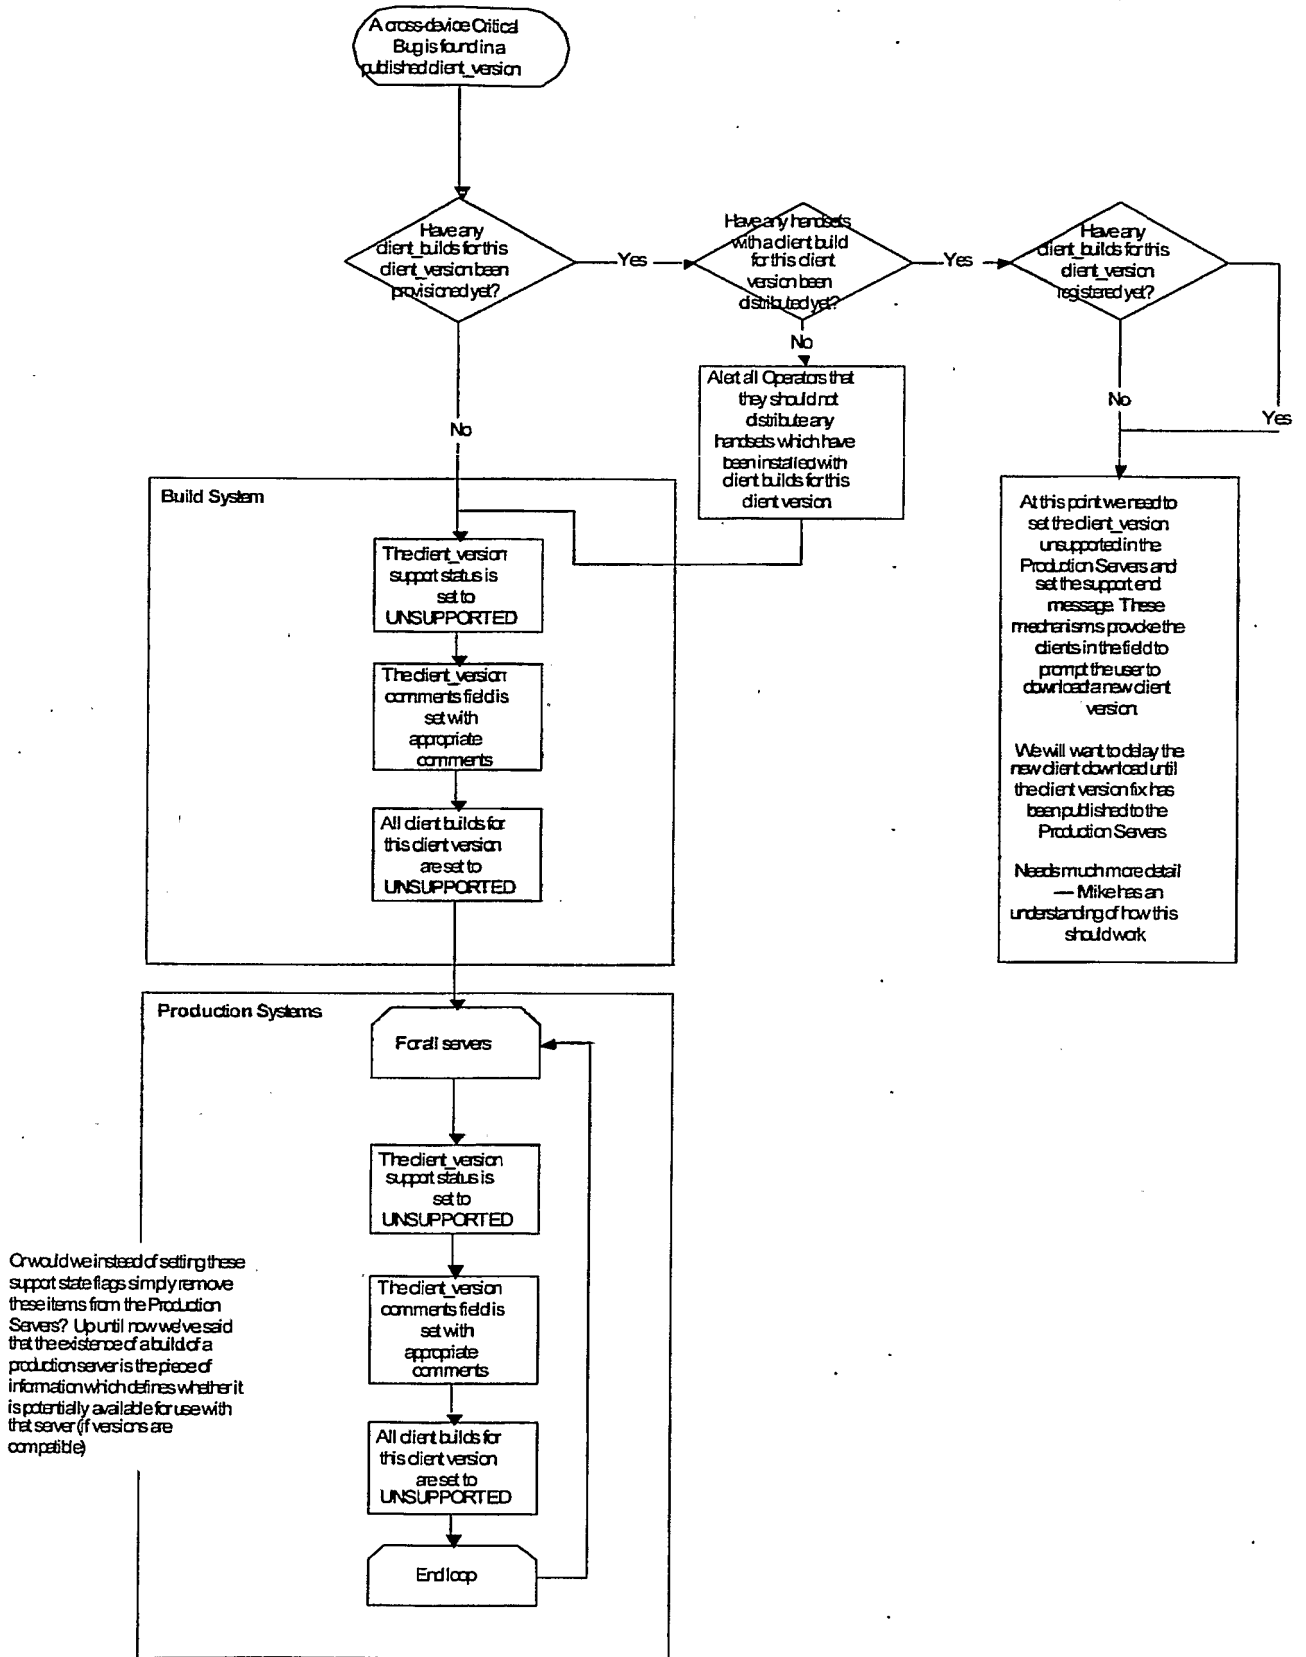 A cross-device Critical
Bug is found in a
published client_version
Have any
client_builds for this
client_version been
provisioned yet?
Yes
Have any handsets
with a client build
for this client
version been
distributed yet?
Yes
Have any
client_builds for this
client_version
registered yet?
No
No
No
Yes
Alert all Operators that
they should not
distribute any
handsets which have
been installed with
client builds for this
client version
Build System
The client_version
support status is
set to
UNSUPPORTED
The client_version
comments field is
set with
appropriate
comments
All client builds for
this client version
are set to
UNSUPPORTED
At this point we need to
set the client_version
unsupported in the
Production Servers and
set the support end
message. These
mechanisms provoke the
clients in the field to
prompt the user to
download a new client
version.
We will want to delay the
new client download until
the client version fix has
been published to the
Production Servers
Needs much more detail
— Mike has an
understanding of how this
should work
Production Systems
For all servers
The client_version
support status is
set to
UNSUPPORTED
The client_version
comments field is
set with
appropriate
comments
All client builds for
this client version
are set to
UNSUPPORTED
End loop
Or would we instead of setting these
support state flags simply remove
these items from the Production
Servers? Up until now we've said
that the existence of a build of a
production server is the piece of
information which defines whether it
is potentially available for use with
that server (if versions are
compatible)